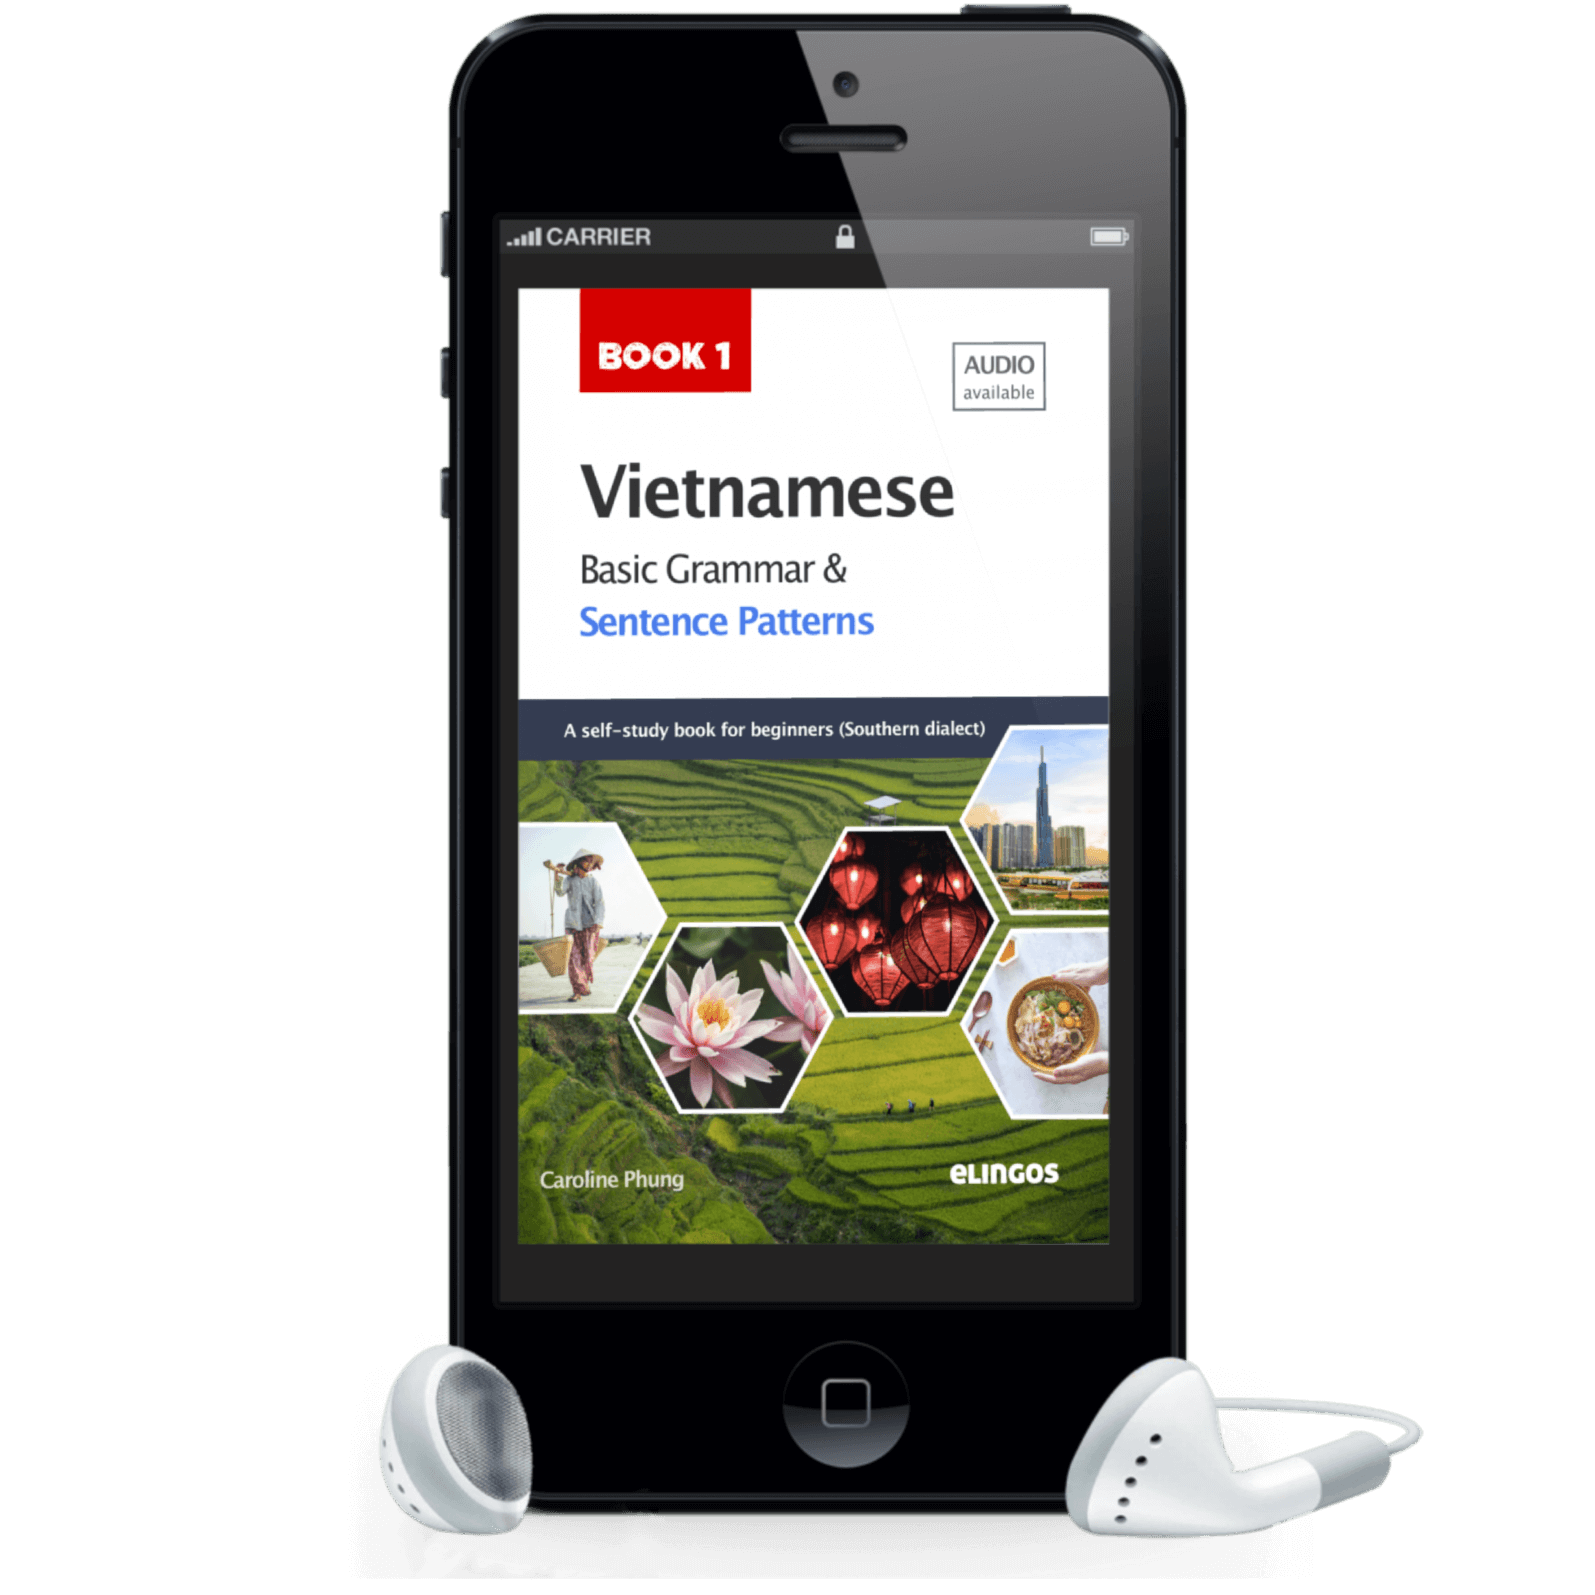 CARRIER
BOOK 1
AUDIO
available
Vietnamese
Basic Grammar &
Sentence Patterns
A self-study book for beginners (Southern dialect)
Caroline Phung
eLINGOS